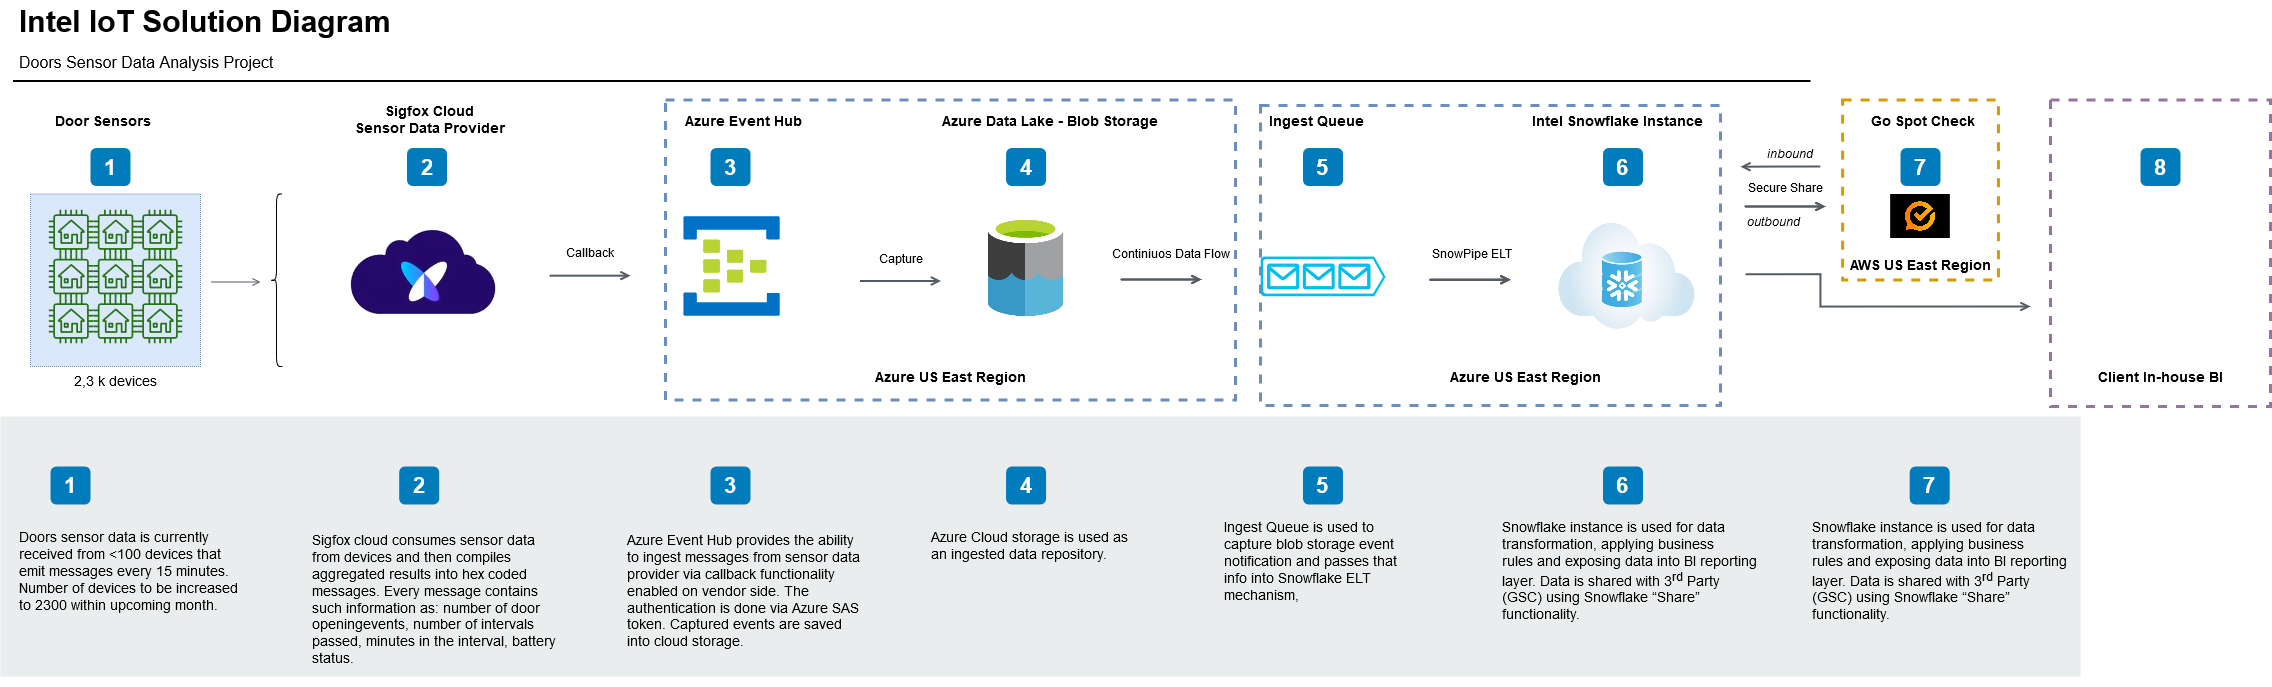 Intel IoT Solution Diagram
Doors Sensor Data Analysis Project
Door Sensors
1
2,3 k devices
Sigfox Cloud
Sensor Data Provider
2
Callback
Azure Event Hub
3
Capture
Azure Data Lake - Blob Storage
4
Continiuos Data Flow
Azure US East Region
Ingest Queue
5
SnowPipe ELT
Intel Snowflake Instance
6
Azure US East Region
inbound
Secure Share
outbound
Go Spot Check
7
AWS US East Region
8
Client In-house BI
1
Doors sensor data is currently
received from <100 devices that
emit messages every 15 minutes.
Number of devices to be increased
to 2300 within upcoming month.
2
Sigfox cloud consumes sensor data
from devices and then compiles
aggregated results into hex coded
messages. Every message contains
such information as: number of door
openingevents, number of intervals
passed, minutes in the interval, battery
status.
3
Azure Event Hub provides the ability
to ingest messages from sensor data
provider via callback functionality
enabled on vendor side. The
authentication is done via Azure SAS
token. Captured events are saved
into cloud storage.
4
Azure Cloud storage is used as
an ingested data repository.
5
Ingest Queue is used to
capture blob storage event
notification and passes that
info into Snowflake ELT
mechanism,
6
Snowflake instance is used for data
transformation, applying business
rules and exposing data into BI reporting
layer. Data is shared with 3rd Party
(GSC) using Snowflake “Share”
functionality.
7
Snowflake instance is used for data
transformation, applying business
rules and exposing data into BI reporting
layer. Data is shared with 3rd Party
(GSC) using Snowflake “Share”
functionality.